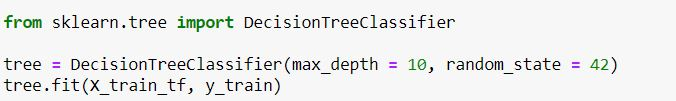 from sklearn.tree import DecisionTreeClassifier
tree = DecisionTreeClassifier(max_depth = 10, random_state = 42)
tree.fit(X_train_tf, y_train)